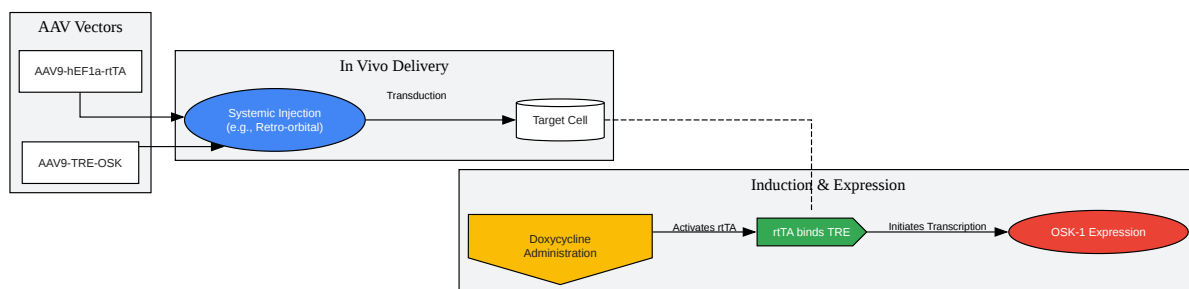 AAV Vectors
AAV9-hEF1a-rtTA
AAV9-TRE-OSK
In Vivo Delivery
Systemic Injection
(e.g., Retro-orbital)
Transduction
Target Cell
Induction & Expression
Doxycycline
Administration
Activates rtTA
rtTA binds TRE
Initiates Transcription
OSK-1 Expression